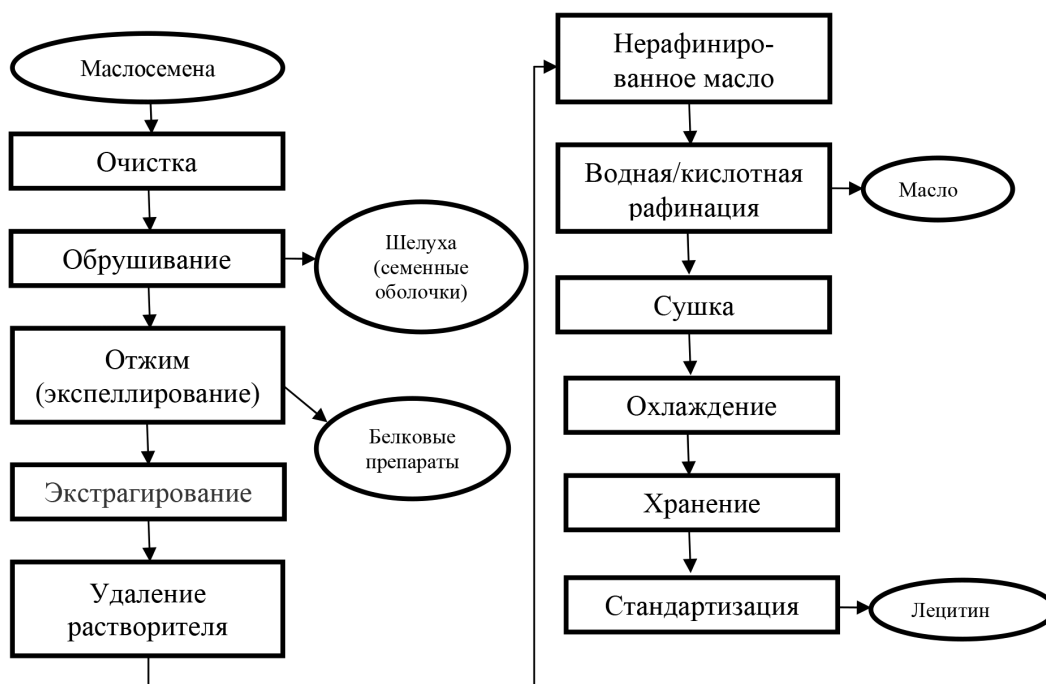 Маслосемена
Очистка
Обрушивание
Шелуха
(семенные
оболочки)
Отжим
(экспеллирование)
Белковые
препараты
Экстрагирование
Удаление
растворителя
Нерафиниро-
ванное масло
Водная/кислотная
рафинация
Масло
Сушка
Охлаждение
Хранение
Стандартизация
Лецитин